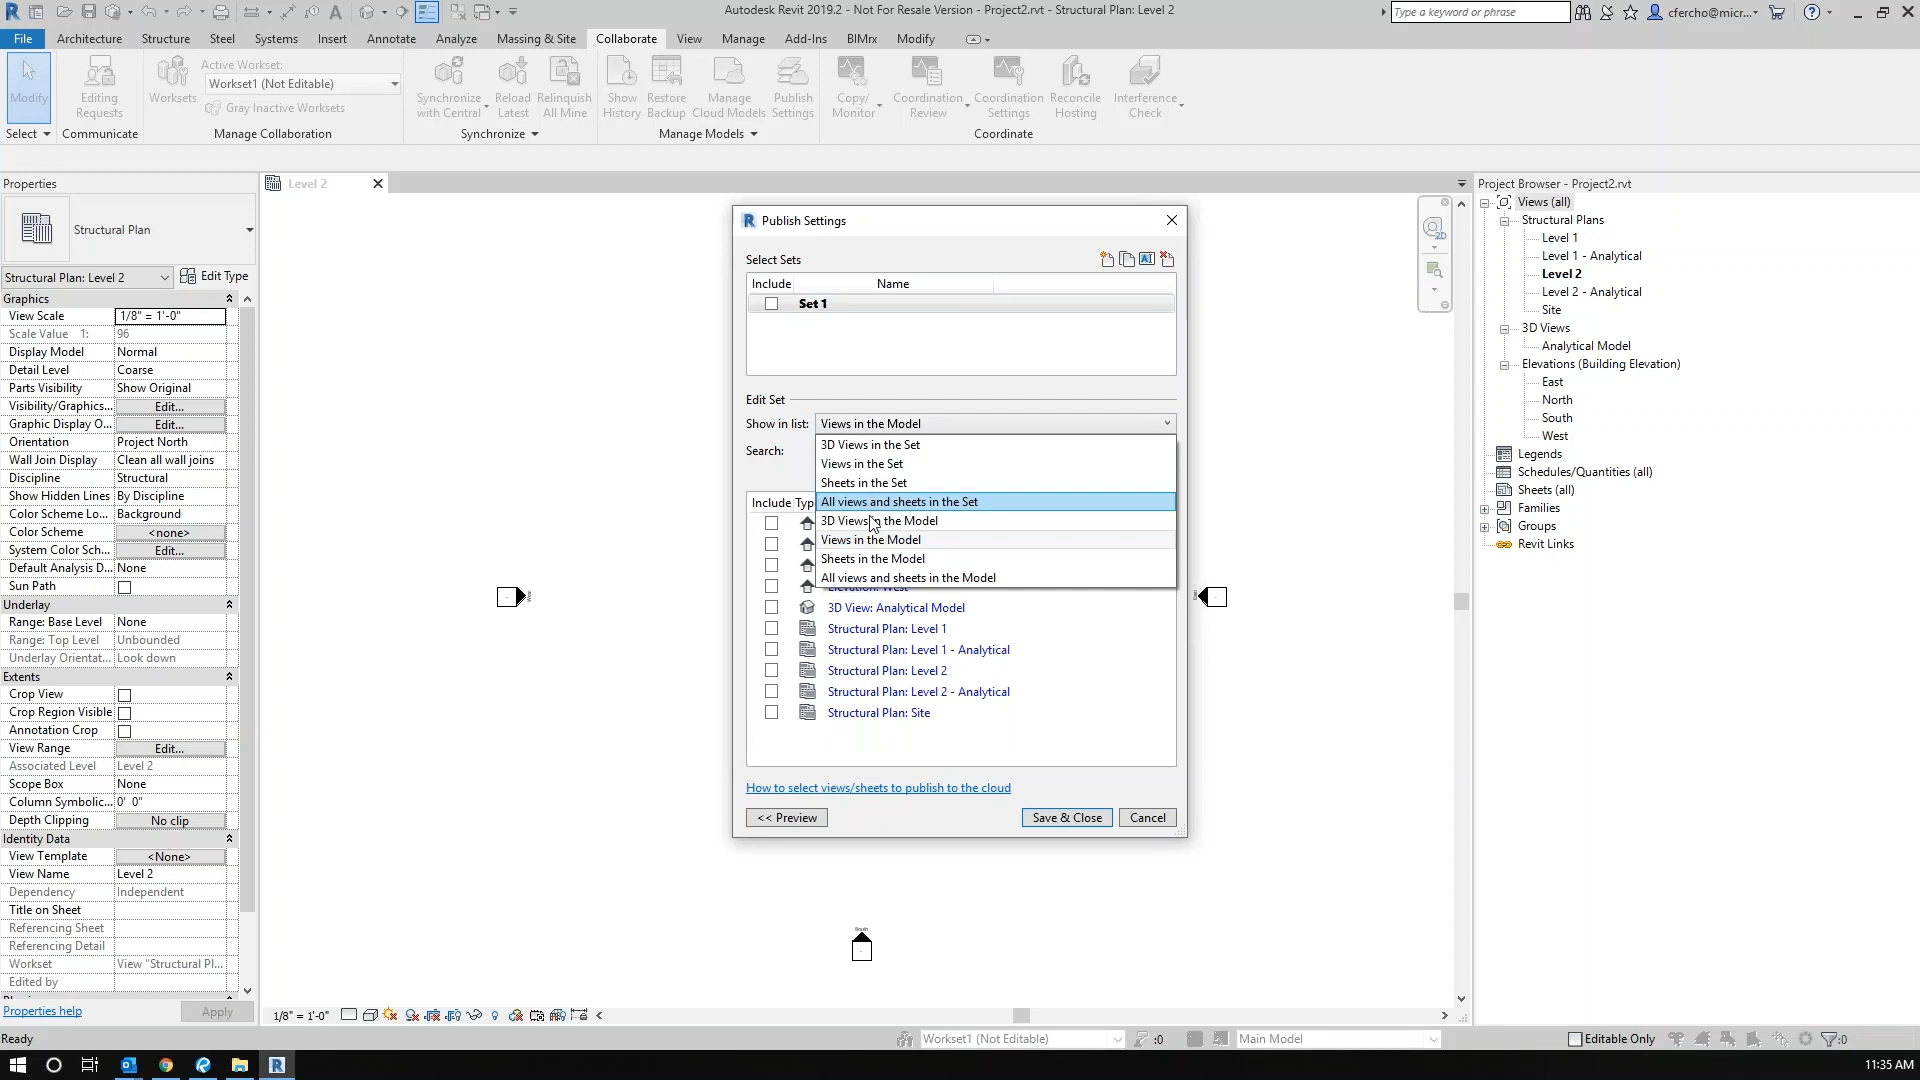 Autodesk Revit 2019.2 - Not For Resale Version - Project2.rvt - Structural Plan: Level 2
Type a keyword or phrase
cfercho@micr...
File Architecture Structure Steel Systems Insert Annotate Analyze Massing & Site Collaborate View Manage Add-Ins BIMrx Modify
Modify
Select
Editing Requests
Communicate
Worksets
Active Workset:
Workset1 (Not Editable)
Gray Inactive Worksets
Manage Collaboration
Synchronize with Central
Reload Latest
Relinquish All Mine
Synchronize
Show History
Restore Backup
Manage Cloud Models
Publish Settings
Manage Models
Copy/ Monitor
Coordination Review
Coordination Settings
Reconcile Hosting
Interference Check
Coordinate
Properties
Structural Plan
Structural Plan: Level 2
Edit Type
Graphics
View Scale 1/8" = 1'-0"
Scale Value 1: 96
Display Model Normal
Detail Level Coarse
Parts Visibility Show Original
Visibility/Graphics... Edit...
Graphic Display O... Edit...
Orientation Project North
Wall Join Display Clean all wall joins
Discipline Structural
Show Hidden Lines By Discipline
Color Scheme Lo... Background
Color Scheme <none>
System Color Sch... Edit...
Default Analysis D... None
Sun Path
Underlay
Range: Base Level None
Range: Top Level Unbounded
Underlay Orientat... Look down
Extents
Crop View
Crop Region Visible
Annotation Crop
View Range Edit...
Associated Level Level 2
Scope Box None
Column Symbolic... 0' 0"
Depth Clipping No clip
Identity Data
View Template <None>
View Name Level 2
Dependency Independent
Title on Sheet
Referencing Sheet
Referencing Detail
Workset View "Structural Pl...
Edited by
Properties help
Apply
Level 2
2D
South
Publish Settings
Select Sets
Include Name
Set 1
Edit Set
Show in list: Views in the Model
Search:
3D Views in the Set
Views in the Set
Sheets in the Set
All views and sheets in the Set
3D Views in the Model
Views in the Model
Sheets in the Model
All views and sheets in the Model
Include Typ
Elevation: West
3D View: Analytical Model
Structural Plan: Level 1
Structural Plan: Level 1 - Analytical
Structural Plan: Level 2
Structural Plan: Level 2 - Analytical
Structural Plan: Site
How to select views/sheets to publish to the cloud
<< Preview
Save & Close
Cancel
Project Browser - Project2.rvt
Views (all)
Structural Plans
Level 1
Level 1 - Analytical
Level 2
Level 2 - Analytical
Site
3D Views
Analytical Model
Elevations (Building Elevation)
East
North
South
West
Legends
Schedules/Quantities (all)
Sheets (all)
Families
Groups
Revit Links
1/8" = 1'-0"
Ready
Workset1 (Not Editable)
:0
Main Model
Editable Only
:0
11:35 AM